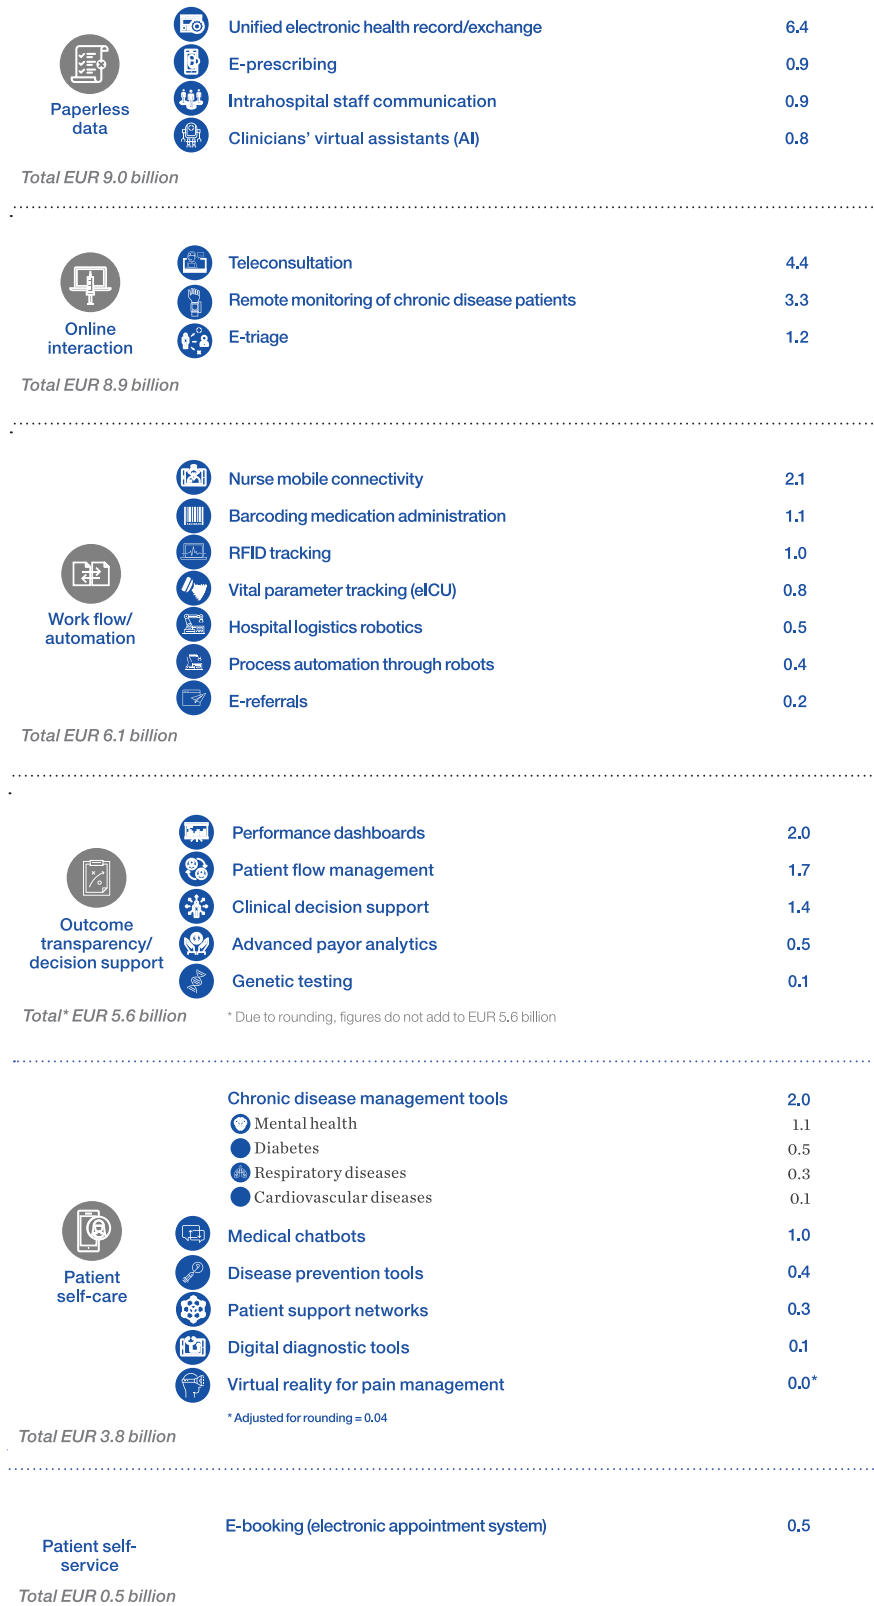 Unified electronic health record/exchange 6.4
E-prescribing 0.9
Intrahospital staff communication 0.9
Clinicians' virtual assistants (AI) 0.8
Paperless
data
Total EUR 9.0 billion
Teleconsultation 4.4
Remote monitoring of chronic disease patients 3.3
E-triage 1.2
Online
interaction
Total EUR 8.9 billion
Nurse mobile connectivity 2.1
Barcoding medication administration 1.1
RFID tracking 1.0
Vital parameter tracking (eICU) 0.8
Hospital logistics robotics 0.5
Process automation through robots 0.4
E-referrals 0.2
Work flow/
automation
Total EUR 6.1 billion
Performance dashboards 2.0
Patient flow management 1.7
Clinical decision support 1.4
Advanced payor analytics 0.5
Genetic testing 0.1
Outcome
transparency/
decision support
Total* EUR 5.6 billion
* Due to rounding, figures do not add to EUR 5.6 billion
Chronic disease management tools 2.0
Mental health 1.1
Diabetes 0.5
Respiratory diseases 0.3
Cardiovascular diseases 0.1
Medical chatbots 1.0
Disease prevention tools 0.4
Patient support networks 0.3
Digital diagnostic tools 0.1
Virtual reality for pain management 0.0*
* Adjusted for rounding = 0.04
Patient
self-care
Total EUR 3.8 billion
E-booking (electronic appointment system) 0.5
Patient self-
service
Total EUR 0.5 billion